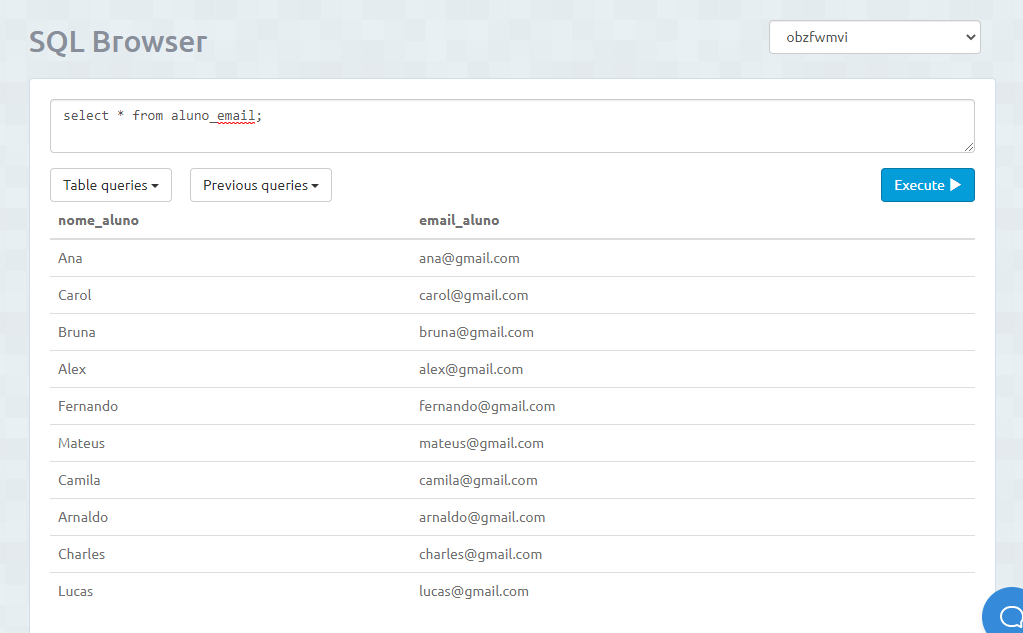 SQL Browser
obzfwmvi
select * from aluno_email;
Table queries Previous queries Execute
nome_aluno email_aluno
Ana ana@gmail.com
Carol carol@gmail.com
Bruna bruna@gmail.com
Alex alex@gmail.com
Fernando fernando@gmail.com
Mateus mateus@gmail.com
Camila camila@gmail.com
Arnaldo arnaldo@gmail.com
Charles charles@gmail.com
Lucas lucas@gmail.com